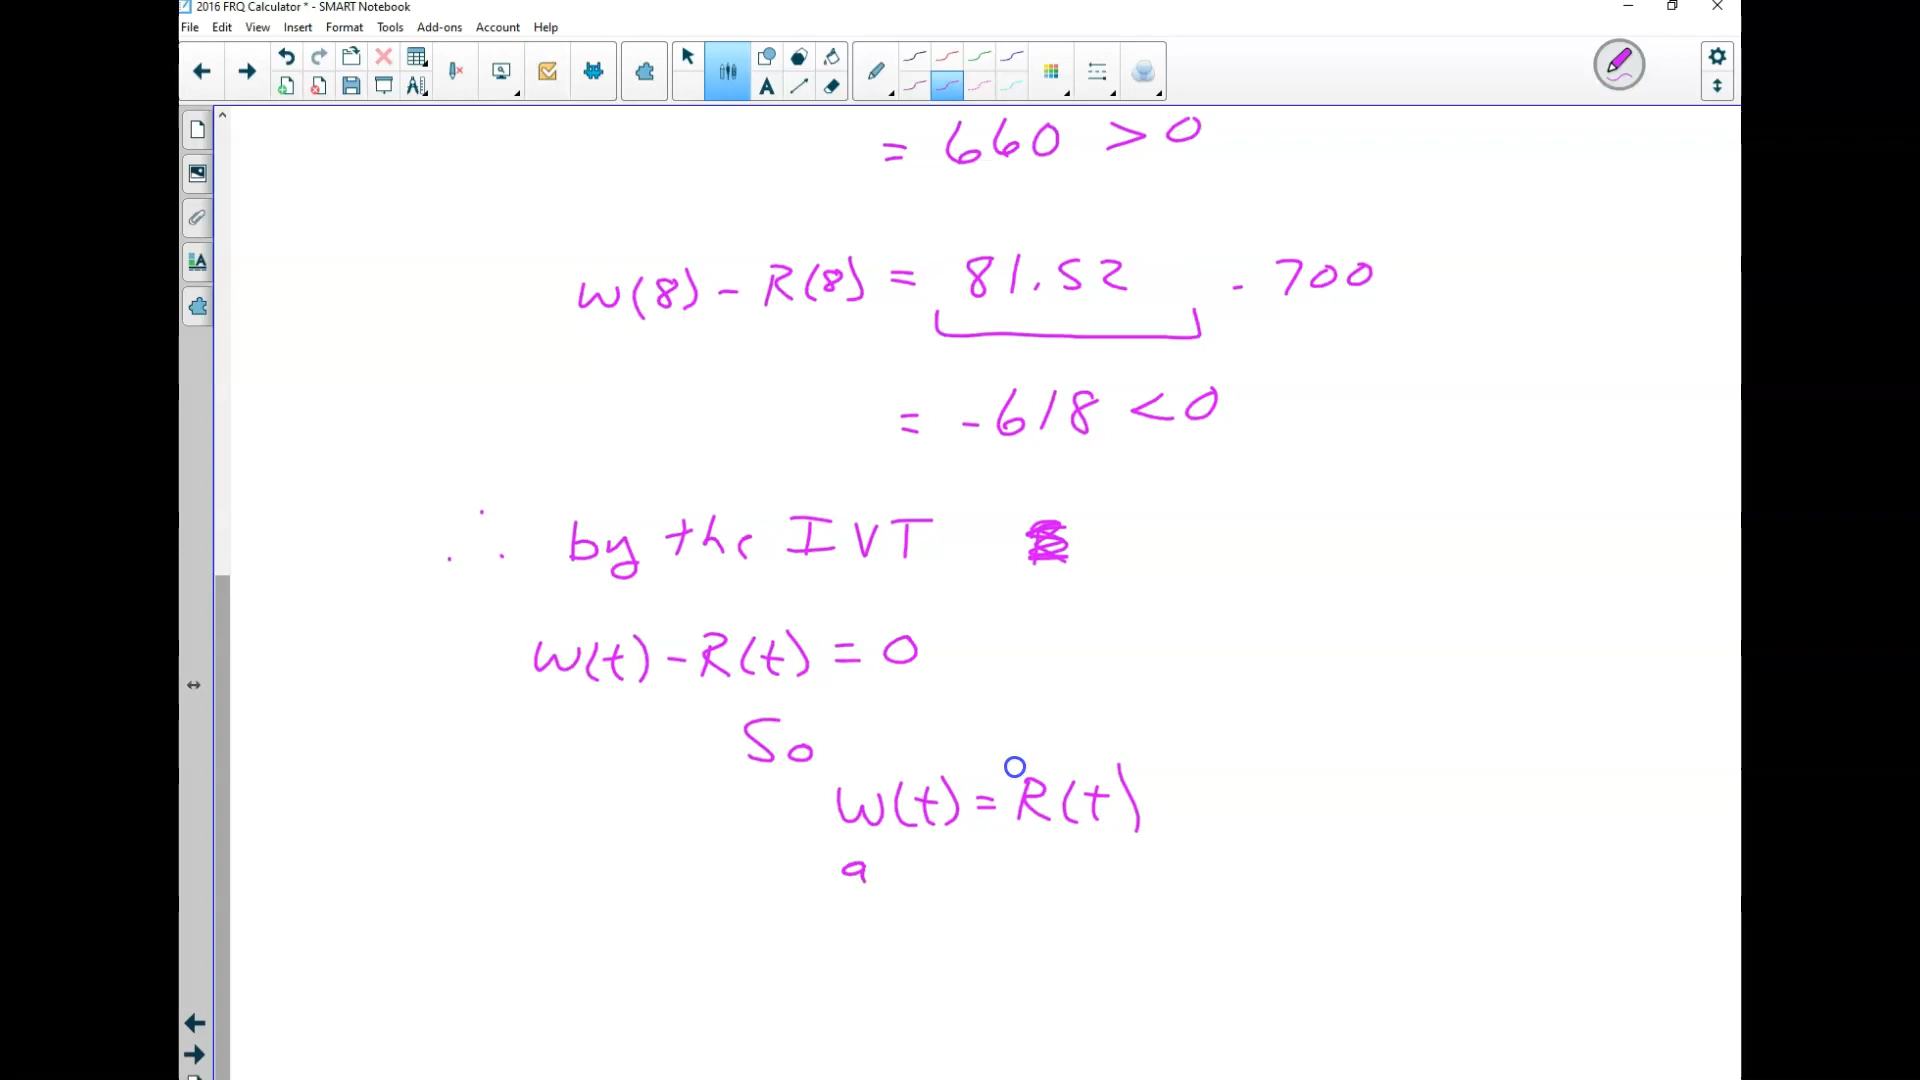 2016 FRQ Calculator * - SMART Notebook
File Edit View Insert Format Tools Add-ons Account Help
= 660 > 0
W(8) - R(8) = 81.52 - 700
= -618 < 0
∴ by the IVT
W(t) - R(t) = 0
So
W(t) = R(t)
a